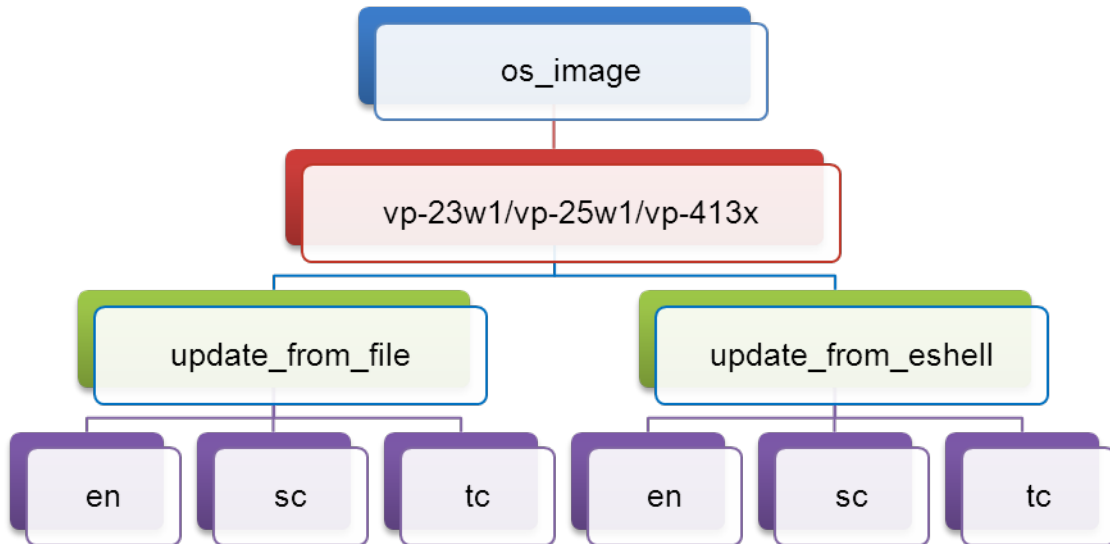 os_image
vp-23w1/vp-25w1/vp-413x
update_from_file
update_from_eshell
en
sc
tc
en
sc
tc